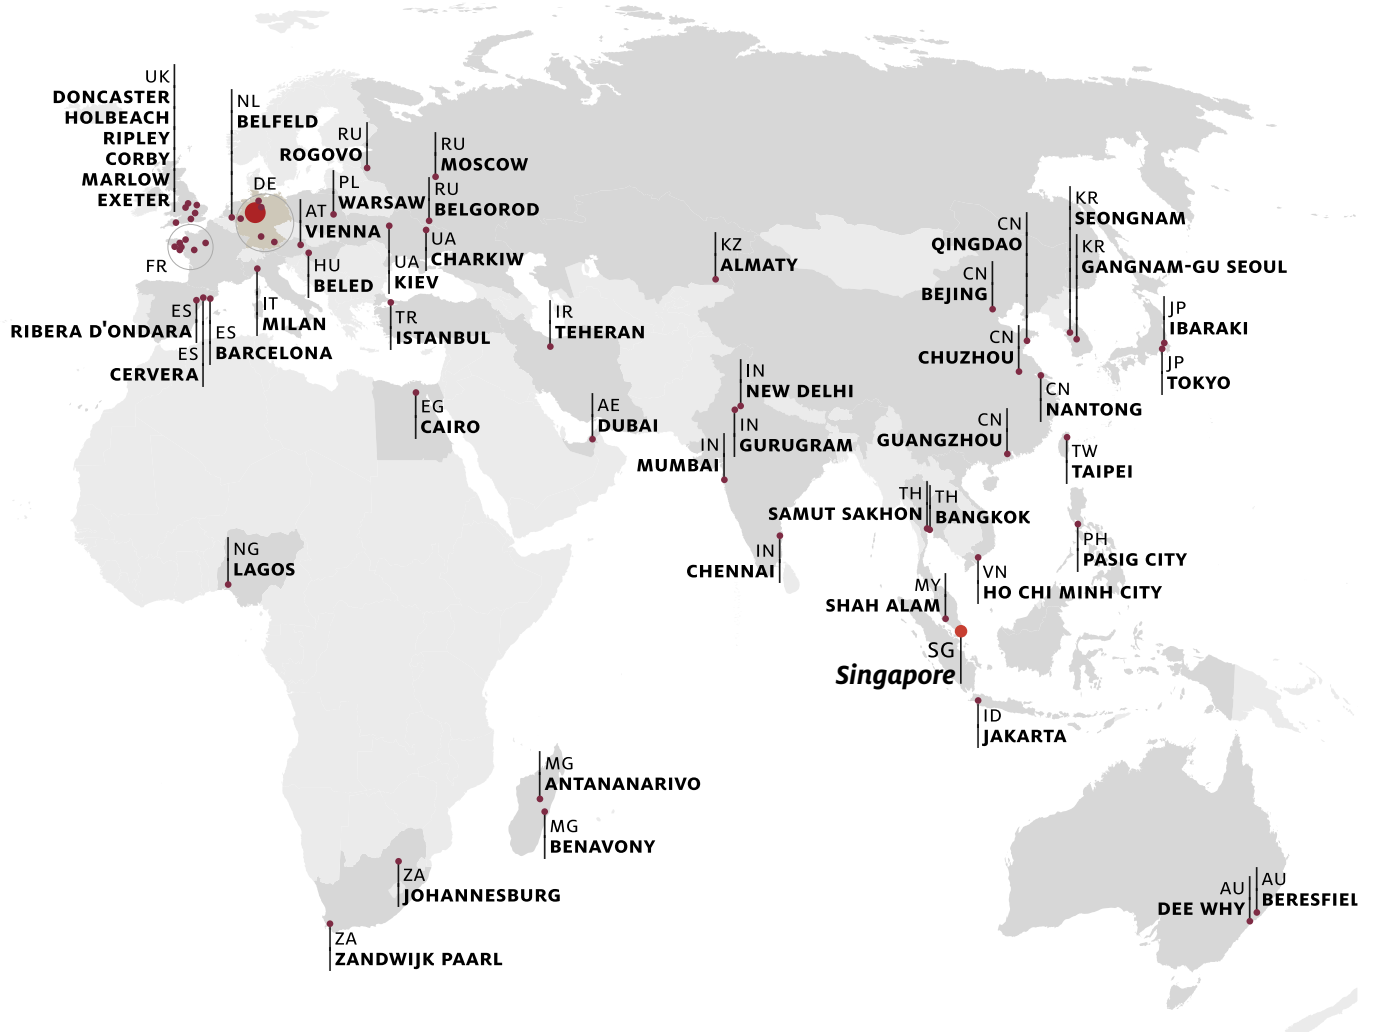 UK
DONCASTER
HOLBEACH
RIPLEY
CORBY
MARLOW
EXETER
NL
BELFELD
DE
FR
RU
ROGOVO
RU
MOSCOW
PL
WARSAW
RU
BELGOROD
AT
VIENNA
UA
CHARKIW
HU
BELED
UA
KIEV
IT
MILAN
TR
ISTANBUL
ES
RIBERA D'ONDARA
ES
BARCELONA
ES
CERVERA
KZ
ALMATY
IR
TEHERAN
EG
CAIRO
AE
DUBAI
IN
NEW DELHI
IN
GURUGRAM
IN
MUMBAI
IN
CHENNAI
CN
QINGDAO
CN
BEJING
KR
SEONGNAM
KR
GANGNAM-GU SEOUL
JP
IBARAKI
JP
TOKYO
CN
CHUZHOU
CN
NANTONG
CN
GUANGZHOU
TW
TAIPEI
TH
SAMUT SAKHON
TH
BANGKOK
PH
PASIG CITY
VN
HO CHI MINH CITY
MY
SHAH ALAM
SG
Singapore
ID
JAKARTA
NG
LAGOS
MG
ANTANANARIVO
MG
BENAVONY
ZA
JOHANNESBURG
ZA
ZANDWIJK PAARL
AU
DEE WHY
AU
BERESFIEL